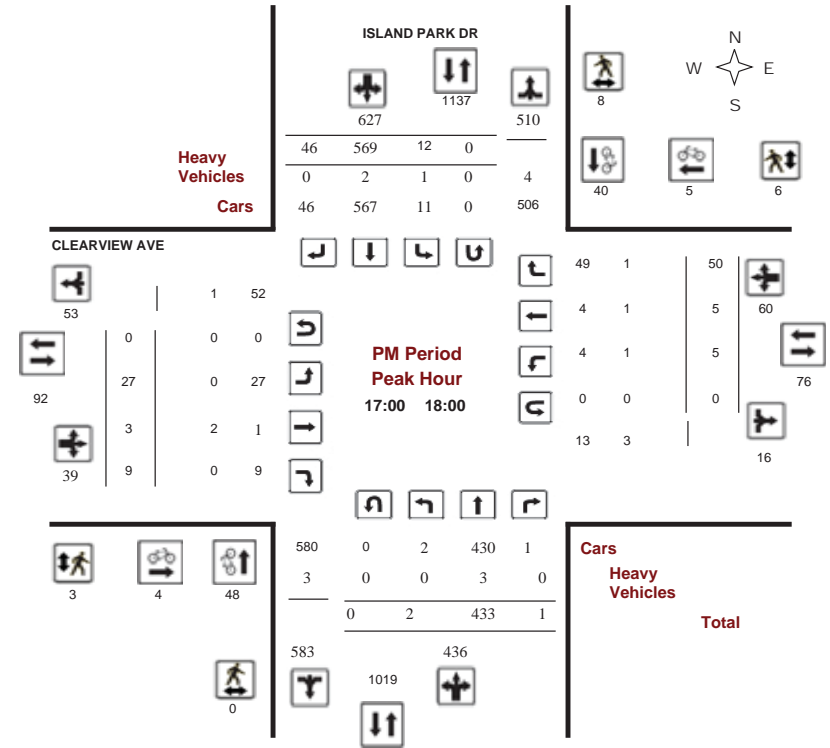 ISLAND PARK DR
N
W E
S
1137
8
627 510
46 569 12 0
Heavy
Vehicles 0 2 1 0 4
Cars 46 567 11 0 506
40 5 6
CLEARVIEW AVE
53 1 52
49 1 50
60
0 0 0
4 1 5
92 27 0 27
PM Period
Peak Hour
17:00 18:00
4 1 5
76
0 0 0
3 2 1
39 9 0 9
13 3
16
580 0 2 430 1 Cars
3 0 0 3 0 Heavy
Vehicles
0 2 433 1 Total
3 4 48
583 436
1019
0